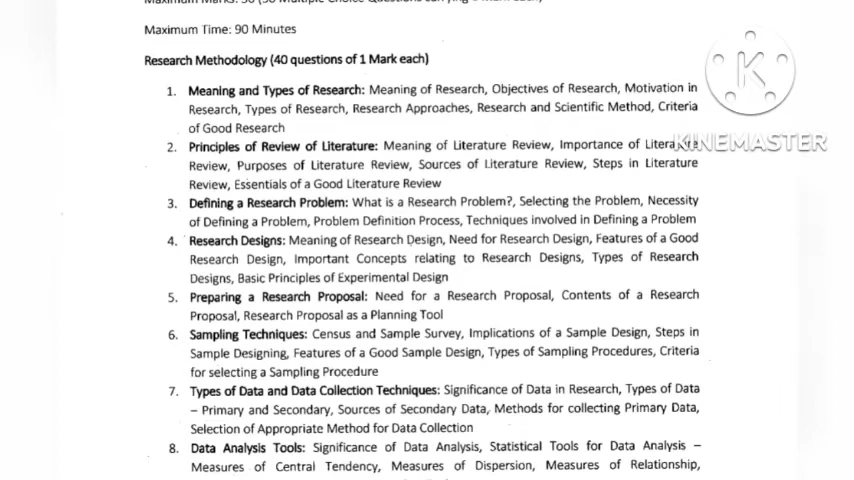 Maximum Time: 90 Minutes
Research Methodology (40 questions of 1 Mark each)
1. Meaning and Types of Research: Meaning of Research, Objectives of Research, Motivation in
Research, Types of Research, Research Approaches, Research and Scientific Method, Criteria
of Good Research
2. Principles of Review of Literature: Meaning of Literature Review, Importance of Literature
Review, Purposes of Literature Review, Sources of Literature Review, Steps in Literature
Review, Essentials of a Good Literature Review
3. Defining a Research Problem: What is a Research Problem?, Selecting the Problem, Necessity
of Defining a Problem, Problem Definition Process, Techniques involved in Defining a Problem
4. Research Designs: Meaning of Research Design, Need for Research Design, Features of a Good
Research Design, Important Concepts relating to Research Designs, Types of Research
Designs, Basic Principles of Experimental Design
5. Preparing a Research Proposal: Need for a Research Proposal, Contents of a Research
Proposal, Research Proposal as a Planning Tool
6. Sampling Techniques: Census and Sample Survey, Implications of a Sample Design, Steps in
Sample Designing, Features of a Good Sample Design, Types of Sampling Procedures, Criteria
for selecting a Sampling Procedure
7. Types of Data and Data Collection Techniques: Significance of Data in Research, Types of Data
– Primary and Secondary, Sources of Secondary Data, Methods for collecting Primary Data,
Selection of Appropriate Method for Data Collection
8. Data Analysis Tools: Significance of Data Analysis, Statistical Tools for Data Analysis –
Measures of Central Tendency, Measures of Dispersion, Measures of Relationship,
K
KINEMASTER